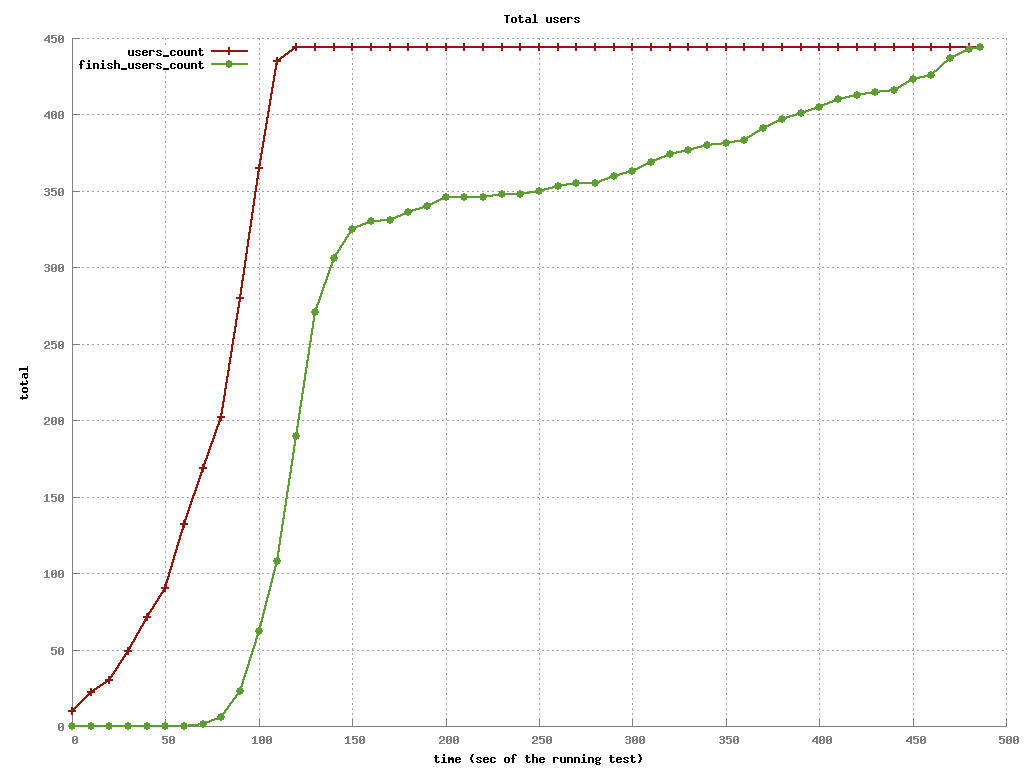 Total users
users_count
finish_users_count
450
400
350
300
250
200
150
100
50
0
total
0 50 100 150 200 250 300 350 400 450 500
time (sec of the running test)